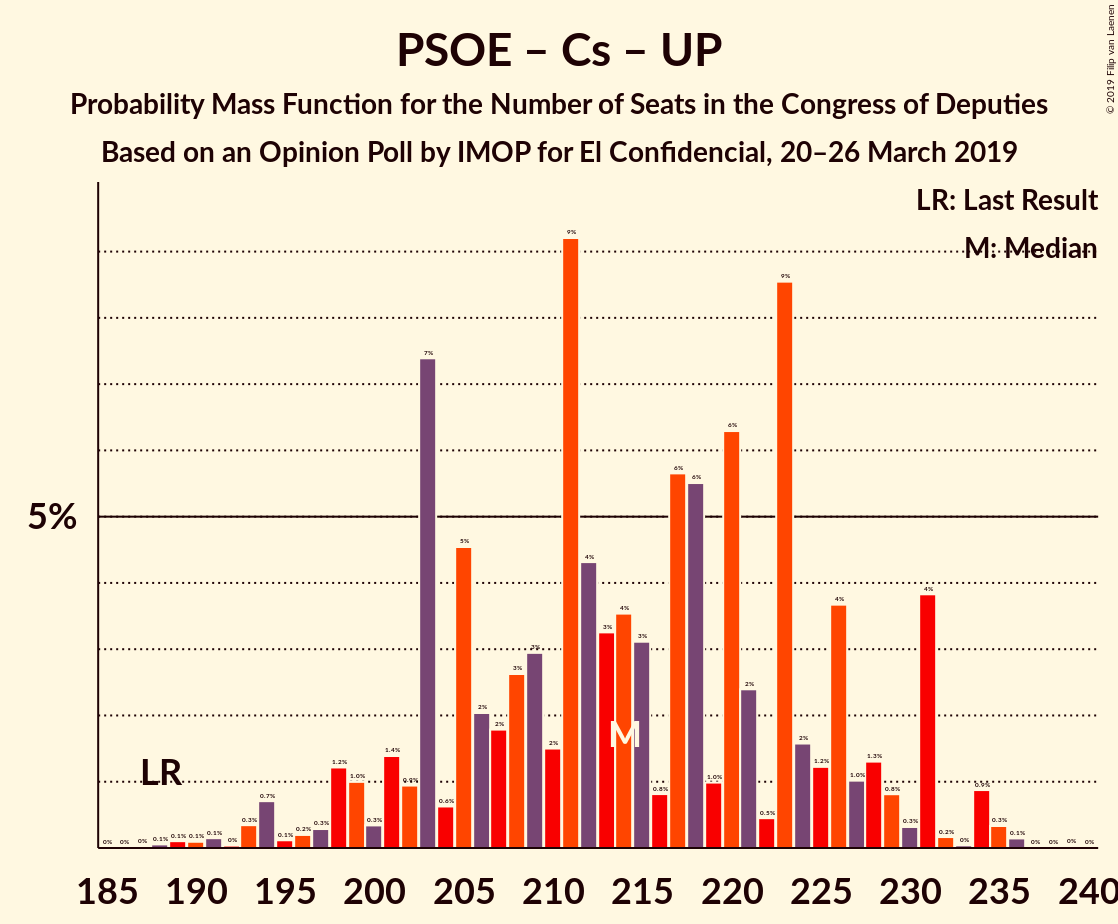 PSOE – Cs – UP
Probability Mass Function for the Number of Seats in the Congress of Deputies
Based on an Opinion Poll by IMOP for El Confidencial, 20–26 March 2019
© 2019 Filip van Laenen
LR: Last Result
M: Median
5%
LR
M
0% 0% 0% 0.1% 0.1% 0.1% 0.1% 0% 0.3% 0.7% 0.1% 0.2% 0.3% 1.2% 1.0% 0.3% 1.4% 0.9% 7% 0.6% 5% 2% 2% 3% 3% 2% 9% 4% 3% 4% 3% 0.8% 6% 6% 1.0% 6% 2% 0.5% 9% 2% 1.2% 4% 1.0% 1.3% 0.8% 0.3% 4% 0.2% 0% 0.9% 0.3% 0.1% 0% 0% 0% 0%
185 190 195 200 205 210 215 220 225 230 235 240